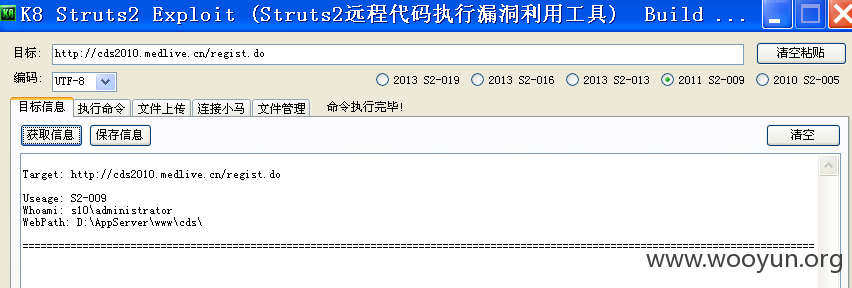 K8 K8 Struts2 Exploit (Struts2远程代码执行漏洞利用工具) Build ...
目标: http://cds2010.medlive.cn/regist.do 清空粘贴
编码: UTF-8 2013 S2-019 2013 S2-016 2013 S2-013 2011 S2-009 2010 S2-005
目标信息 执行命令 文件上传 连接小马 文件管理 命令执行完毕!
获取信息 保存信息 清空
Target: http://cds2010.medlive.cn/regist.do
Useage: S2-009
Whoami: s10\administrator
WebPath: D:\AppServer\www\cds\
================================================================================
www.wooyun.org